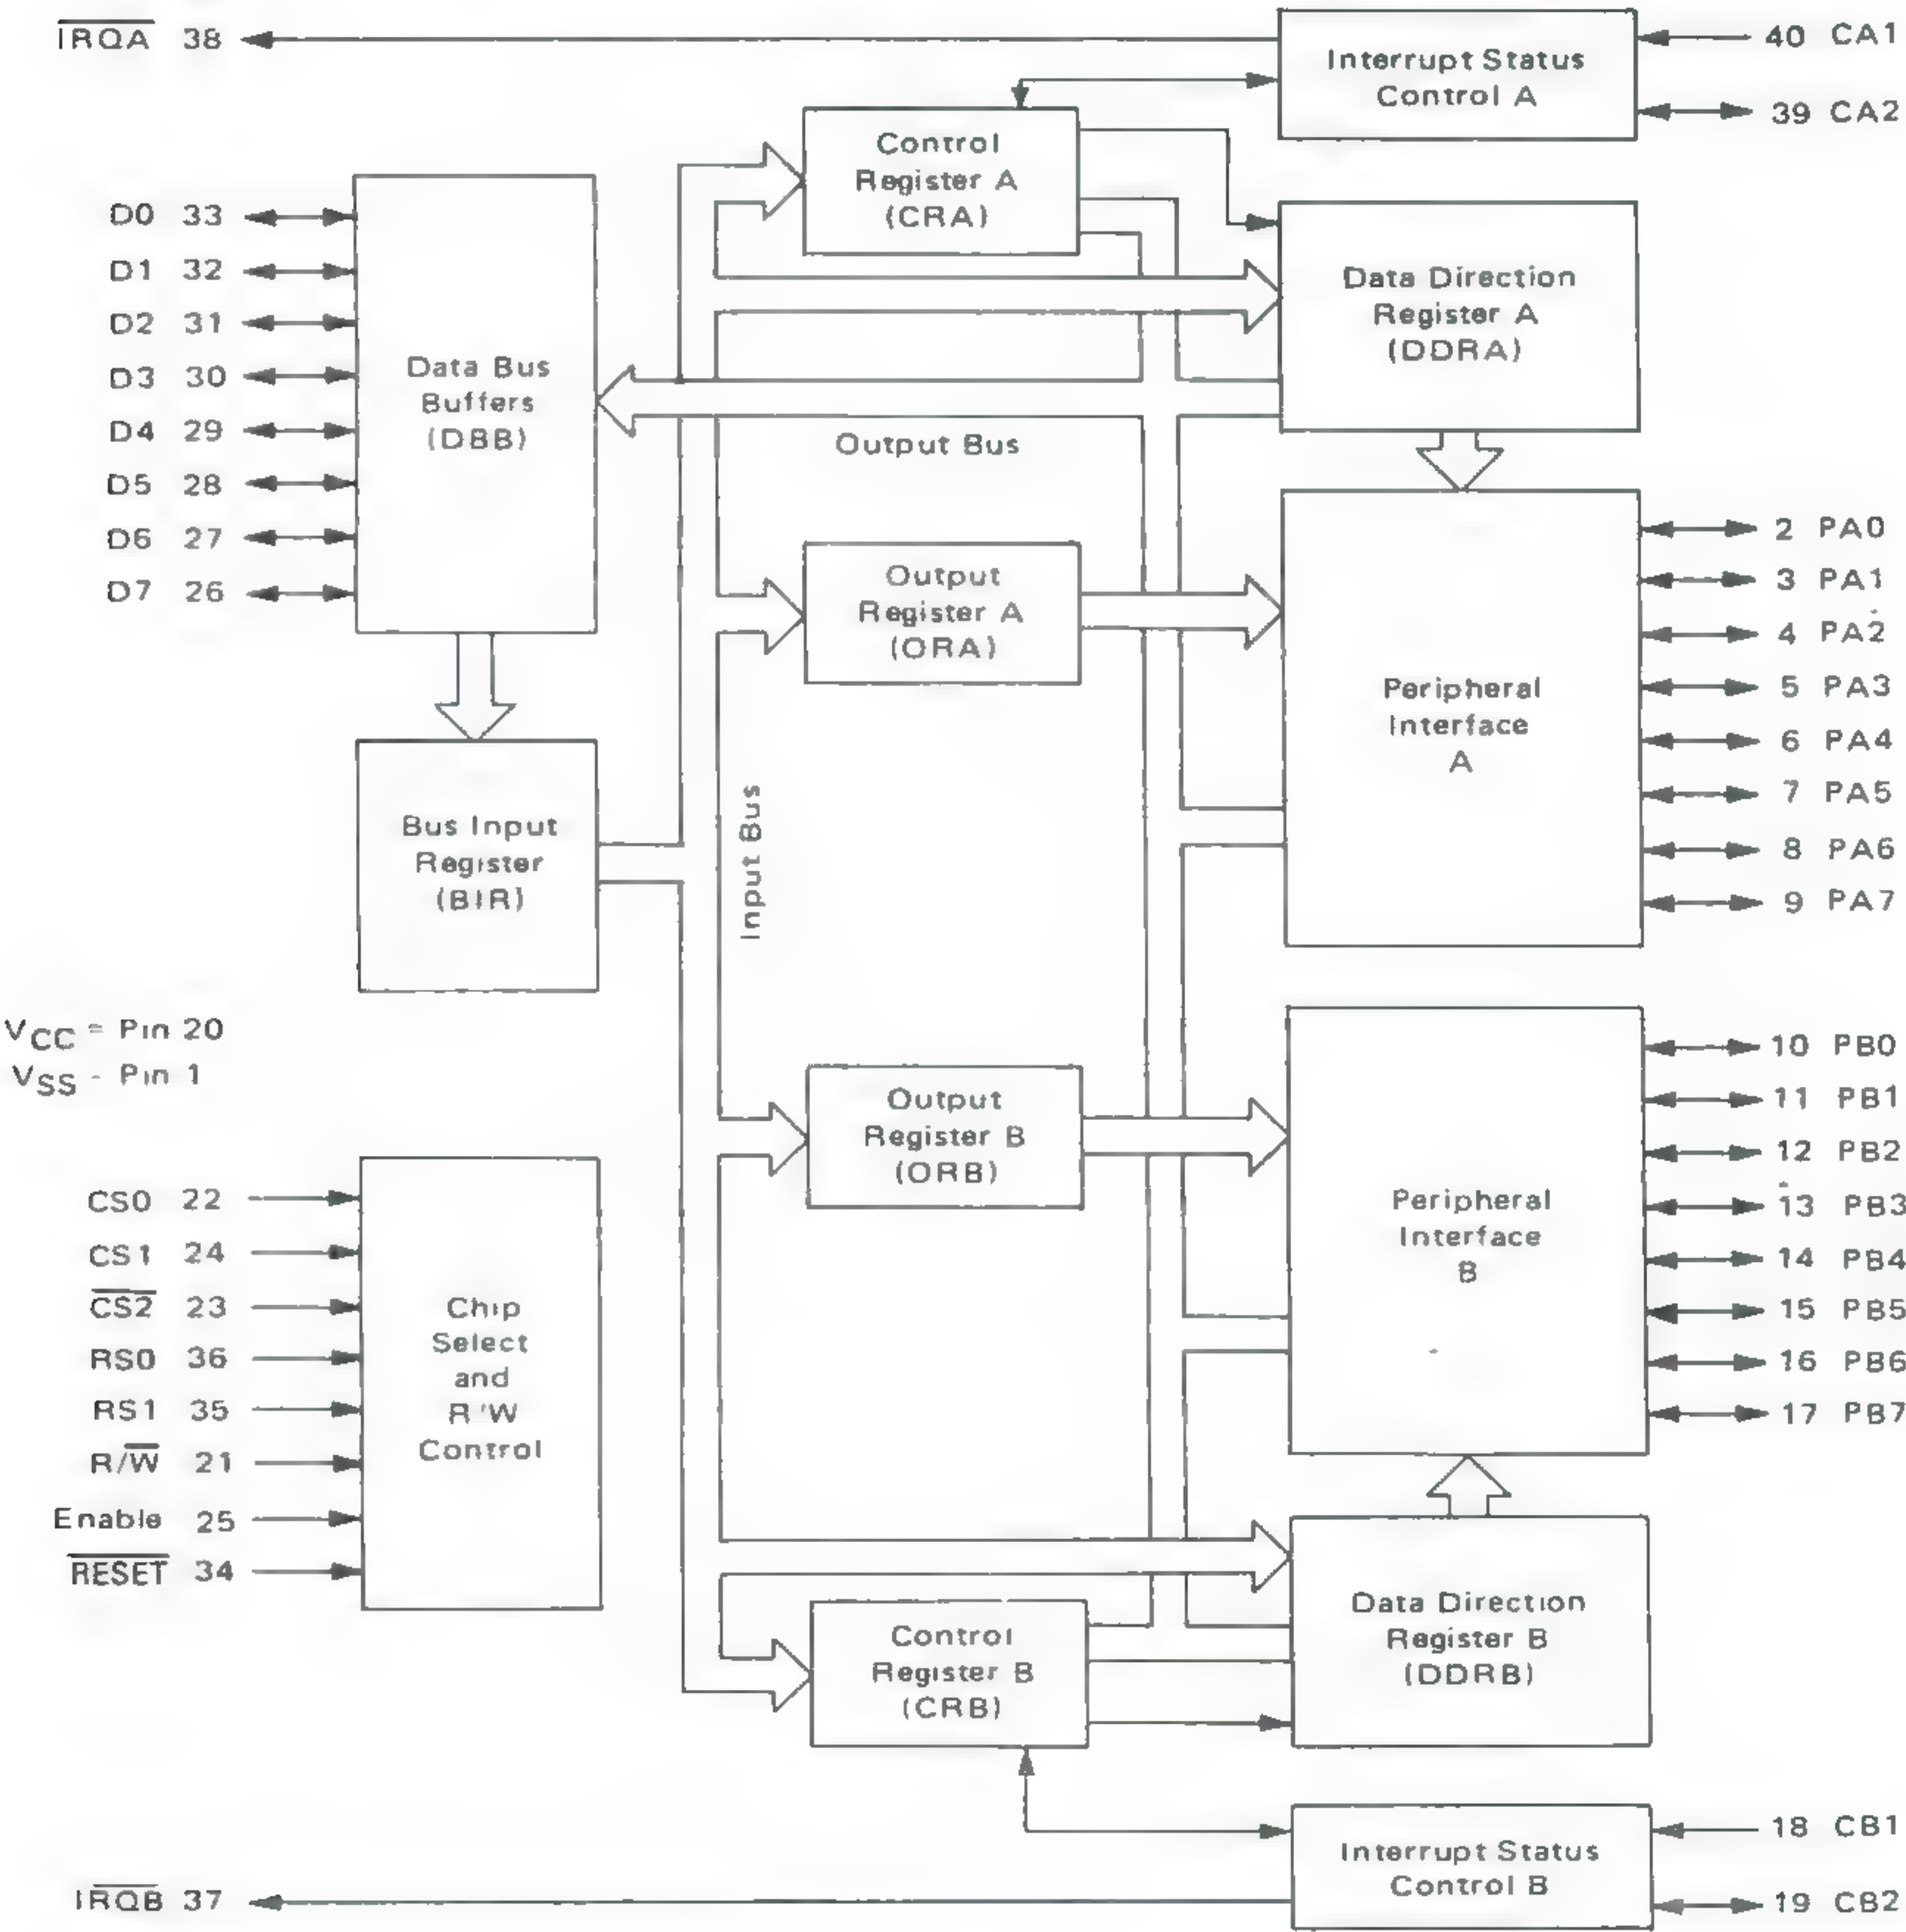 IRQA 38
40 CA1
Interrupt Status
Control A
39 CA2
Control
Register A
(CRA)
D0 33
D1 32
D2 31
D3 30
D4 29
D5 28
D6 27
D7 26
Data Bus
Buffers
(DBB)
Data Direction
Register A
(DDRA)
Output Bus
Output
Register A
(ORA)
Peripheral
Interface
A
2 PA0
3 PA1
4 PA2
5 PA3
6 PA4
7 PA5
8 PA6
9 PA7
Bus Input
Register
(BIR)
Input Bus
VCC = Pin 20
VSS - Pin 1
Output
Register B
(ORB)
Peripheral
Interface
B
10 PB0
11 PB1
12 PB2
13 PB3
14 PB4
15 PB5
16 PB6
17 PB7
CS0 22
CS1 24
CS2 23
RS0 36
RS1 35
R/W 21
Enable 25
RESET 34
Chip
Select
and
R/W
Control
Control
Register B
(CRB)
Data Direction
Register B
(DDRB)
18 CB1
Interrupt Status
Control B
19 CB2
IRQB 37